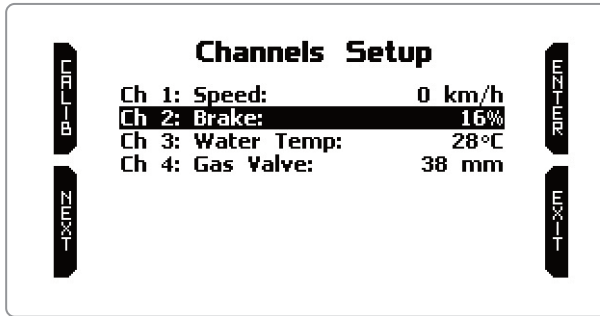 Channels Setup
CALIB
ENTER
Ch 1: Speed: 0 km/h
Ch 2: Brake: 16%
Ch 3: Water Temp: 28°C
Ch 4: Gas Valve: 38 mm
NEXT
EXIT